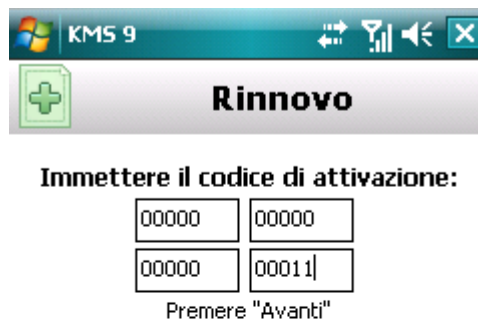 KMS 9
Rinnovo
Immettere il codice di attivazione:
00000 00000
00000 00011
Premere "Avanti"